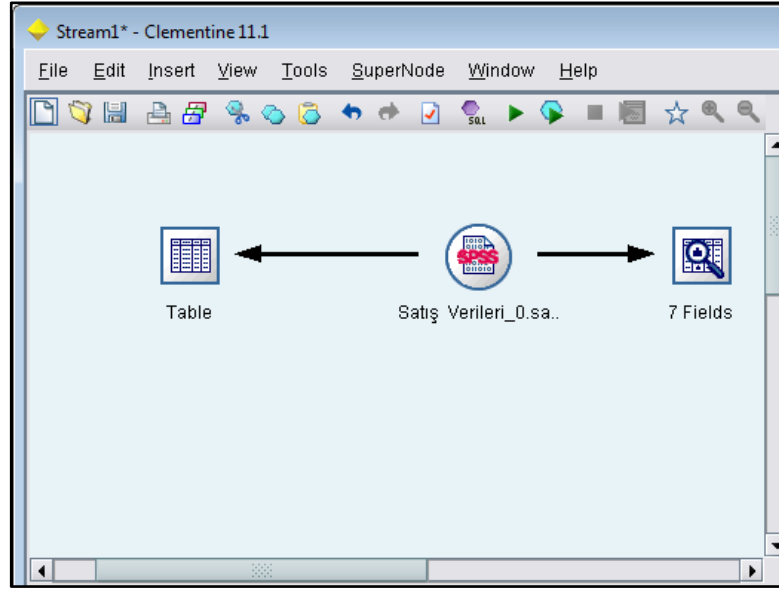 Stream1* - Clementine 11.1
File Edit Insert View Tools SuperNode Window Help
SQL
SPSS
Table
Satış Verileri_0.sa..
7 Fields